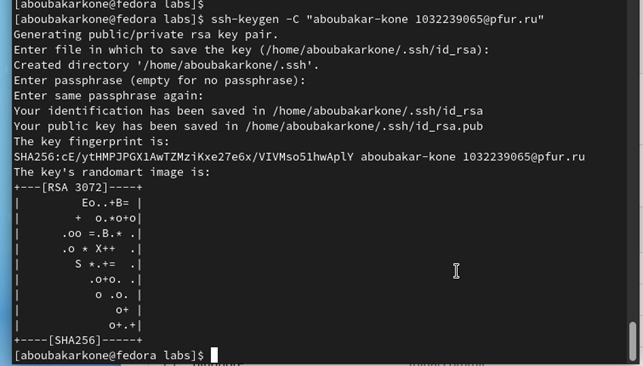 [aboubakarkone@fedora labs]$
[aboubakarkone@fedora labs]$ ssh-keygen -C "aboubakar-kone 1032239065@pfur.ru"
Generating public/private rsa key pair.
Enter file in which to save the key (/home/aboubakarkone/.ssh/id_rsa):
Created directory '/home/aboubakarkone/.ssh'.
Enter passphrase (empty for no passphrase):
Enter same passphrase again:
Your identification has been saved in /home/aboubakarkone/.ssh/id_rsa
Your public key has been saved in /home/aboubakarkone/.ssh/id_rsa.pub
The key fingerprint is:
SHA256:cE/ytHMPJPGX1AwTZMziKxe27e6x/VIVMso51hwAplY aboubakar-kone 1032239065@pfur.ru
The key's randomart image is:
+---[RSA 3072]----+
|        Eo..+B= |
|       +  o.*o+o|
|     .oo =.B.* .|
|     .o * X++  .|
|       S *.+=  .|
|        .o+o. .|
|         o .o. |
|            o+ |
|           o+.+|
+----[SHA256]-----+
[aboubakarkone@fedora labs]$